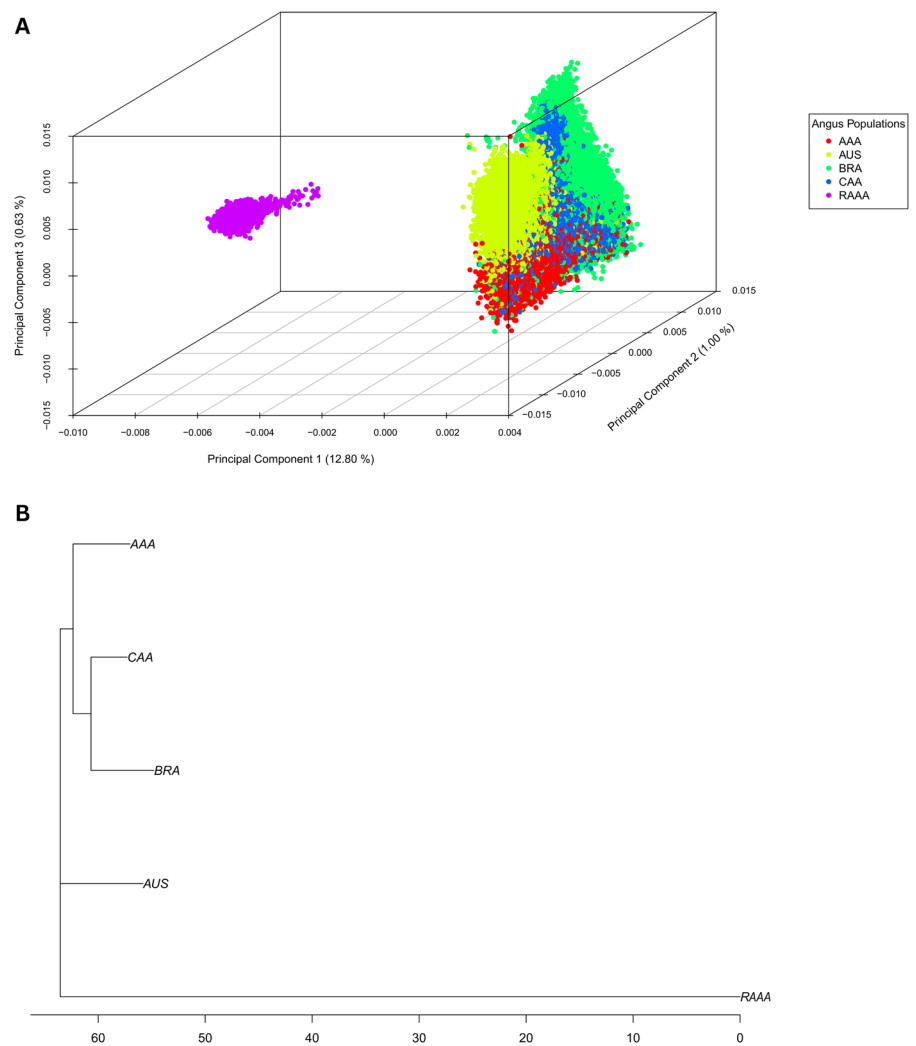 A
Angus Populations
AAA
AUS
BRA
CAA
RAAA
Principal Component 3 (0.63 %)
0.015
0.010
0.005
0.000
−0.005
−0.010
−0.015
−0.010
−0.008
−0.006
−0.004
−0.002
0.000
0.002
0.004
Principal Component 1 (12.80 %)
−0.015
−0.010
−0.005
0.000
0.005
0.010
0.015
Principal Component 2 (1.00 %)
B
AAA
CAA
BRA
AUS
RAAA
60 50 40 30 20 10 0